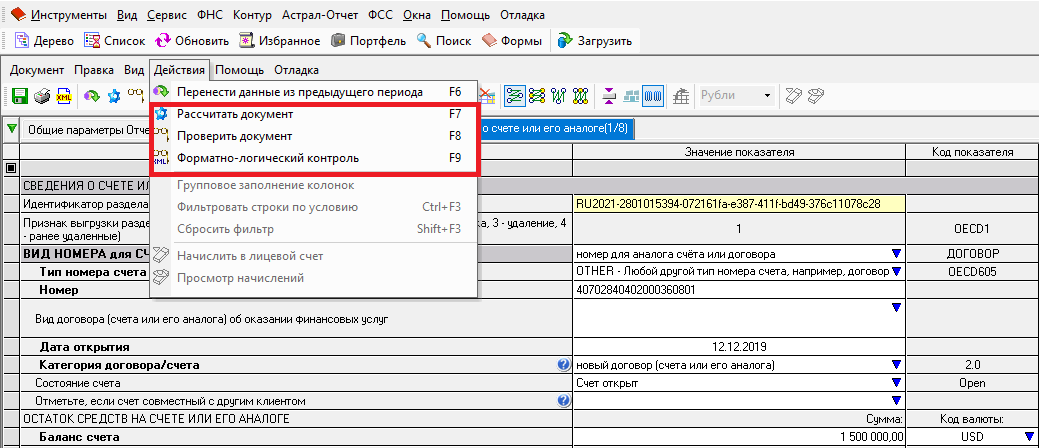 Инструменты Вид Сервис ФНС Контур Астрал-Отчет ФСС Окна Помощь Отладка
Дерево Список Обновить Избранное Портфель Поиск Формы Загрузить
Документ Правка Вид Действия Помощь Отладка
XML Рубли
Перенести данные из предыдущего периода F6
Рассчитать документ F7
Проверить документ F8
XML Форматно-логический контроль F9
Групповое заполнение колонок
Фильтровать строки по условию Ctrl+F3
Сбросить фильтр Shift+F3
Начислить в лицевой счет
Просмотр начислений
Общие параметры Отче о счете или его аналоге(1/8)
Значение показателя Код показателя
СВЕДЕНИЯ О СЧЕТЕ ИЛ
Идентификатор раздела RU2021-2801015394-072161fa-e387-411f-bd49-376c11078c28
Признак выгрузки разде ка, 3 - удаление, 4
- ранее удаленные) 1 OECD1
ВИД НОМЕРА для СЧ номер для аналога счёта или договора ДОГОВОР
Тип номера счета OTHER - Любой другой тип номера счета, например, договор OECD605
Номер 40702840402000360801
Вид договора (счета или его аналога) об оказании финансовых услуг
Дата открытия 12.12.2019
Категория договора/счета ? новый договор (счета или его аналога) 2.0
Состояние счета Счет открыт Open
Отметьте, если счет совместный с другим клиентом ?
ОСТАТОК СРЕДСТВ НА СЧЕТЕ ИЛИ ЕГО АНАЛОГЕ Сумма: Код валюты:
Баланс счета 1 500 000,00 USD